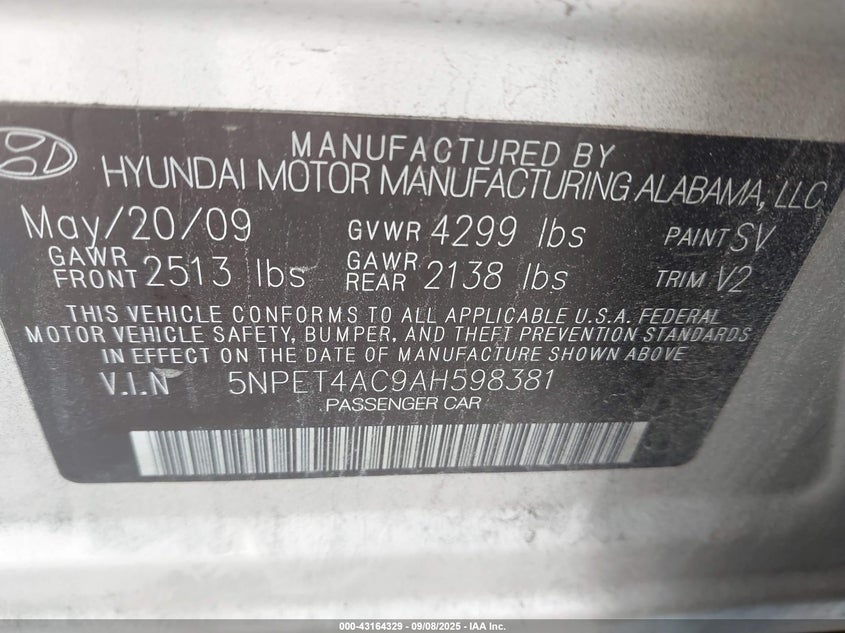 MANUFACTURED BY
HYUNDAI MOTOR MANUFACTURING ALABAMA, LLC
May/20/09 GVWR 4299 lbs PAINT SV
GAWR FRONT 2513 lbs GAWR REAR 2138 lbs TRIM V2
THIS VEHICLE CONFORMS TO ALL APPLICABLE U.S.A. FEDERAL
MOTOR VEHICLE SAFETY, BUMPER, AND THEFT PREVENTION STANDARDS
IN EFFECT ON THE DATE OF MANUFACTURE SHOWN ABOVE
V.I.N 5NPET4AC9AH598381
PASSENGER CAR
000-43164329 - 09/08/2025 - IAA Inc.